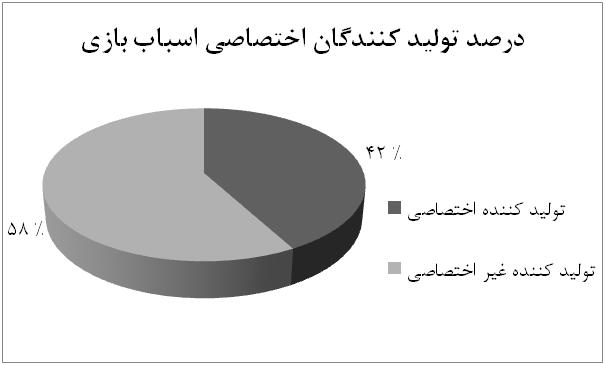 درصد تولید کنندگان اختصاصی اسباب بازی
۴۲ %
تولید کننده اختصاصی
۵۸ %
تولید کننده غیر اختصاصی